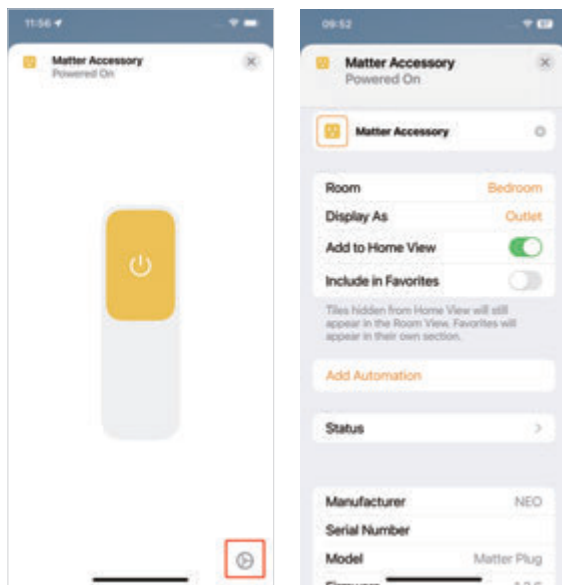 11:56
Matter Accessory
Powered On
09:52
Matter Accessory
Powered On
Matter Accessory
Room Bedroom
Display As Outlet
Add to Home View
Include in Favorites
Tiles hidden from Home View will still
appear in the Room View. Favorites will
appear in their own section.
Add Automation
Status
Manufacturer NEO
Serial Number
Model Matter Plug